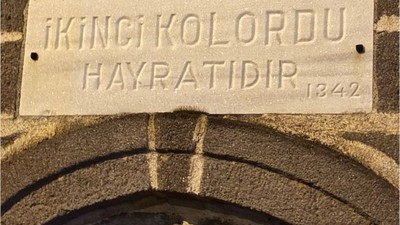 İKİNCİ KOLORDU
HAYRATIDIR 1342